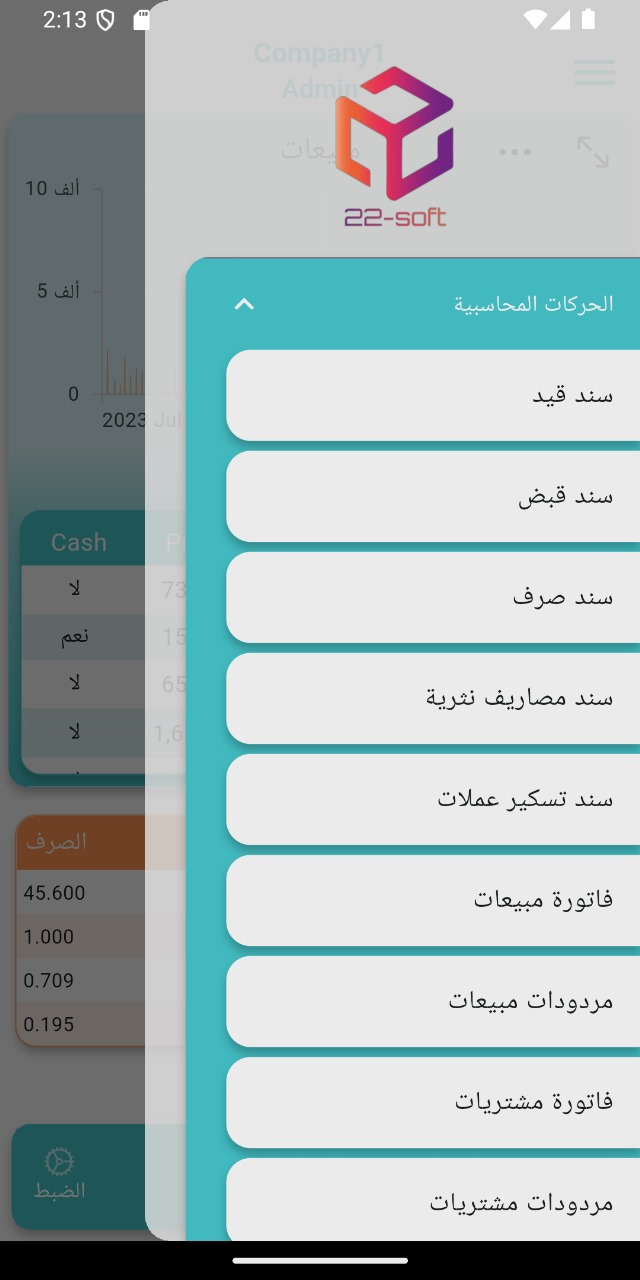 2:13
Company1
Admin
مبيعات
22-soft
10 ألف
5 ألف
0
2023 Jul
الحركات المحاسبية
سند قيد
سند قبض
سند صرف
سند مصاريف نثرية
سند تسكير عملات
فاتورة مبيعات
مردودات مبيعات
فاتورة مشتريات
مردودات مشتريات
Cash
لا 73
نعم 15
لا 65
لا 1,6
الصرف
45.600
1.000
0.709
0.195
الضبط